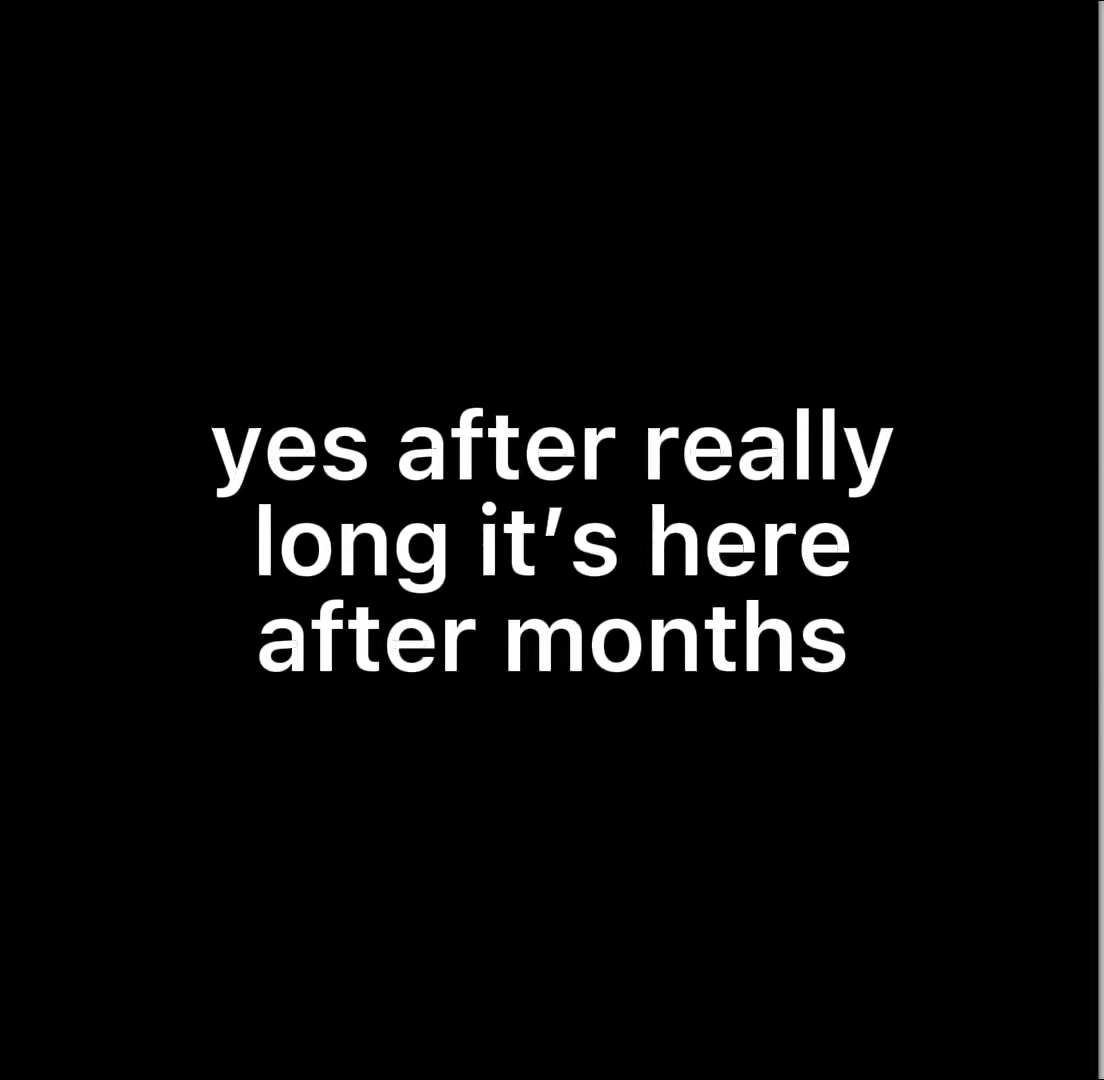 yes after really
long it’s here
after months